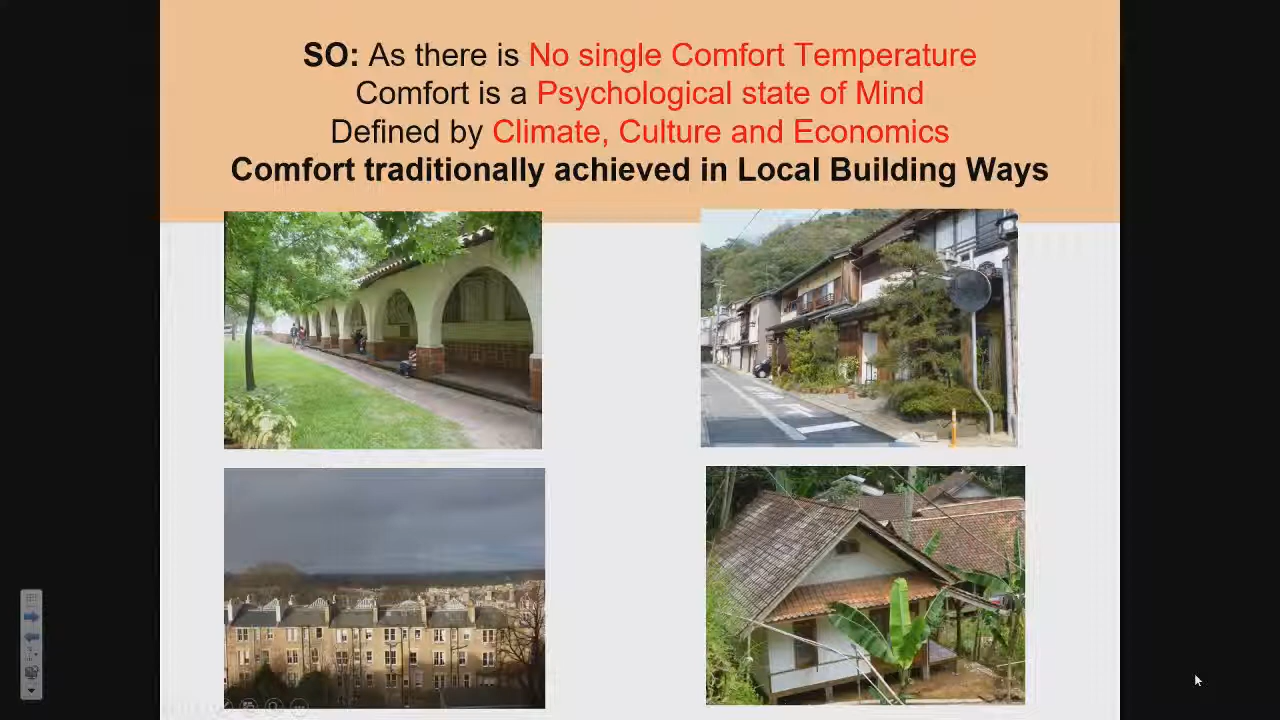 SO: As there is No single Comfort Temperature
Comfort is a Psychological state of Mind
Defined by Climate, Culture and Economics
Comfort traditionally achieved in Local Building Ways